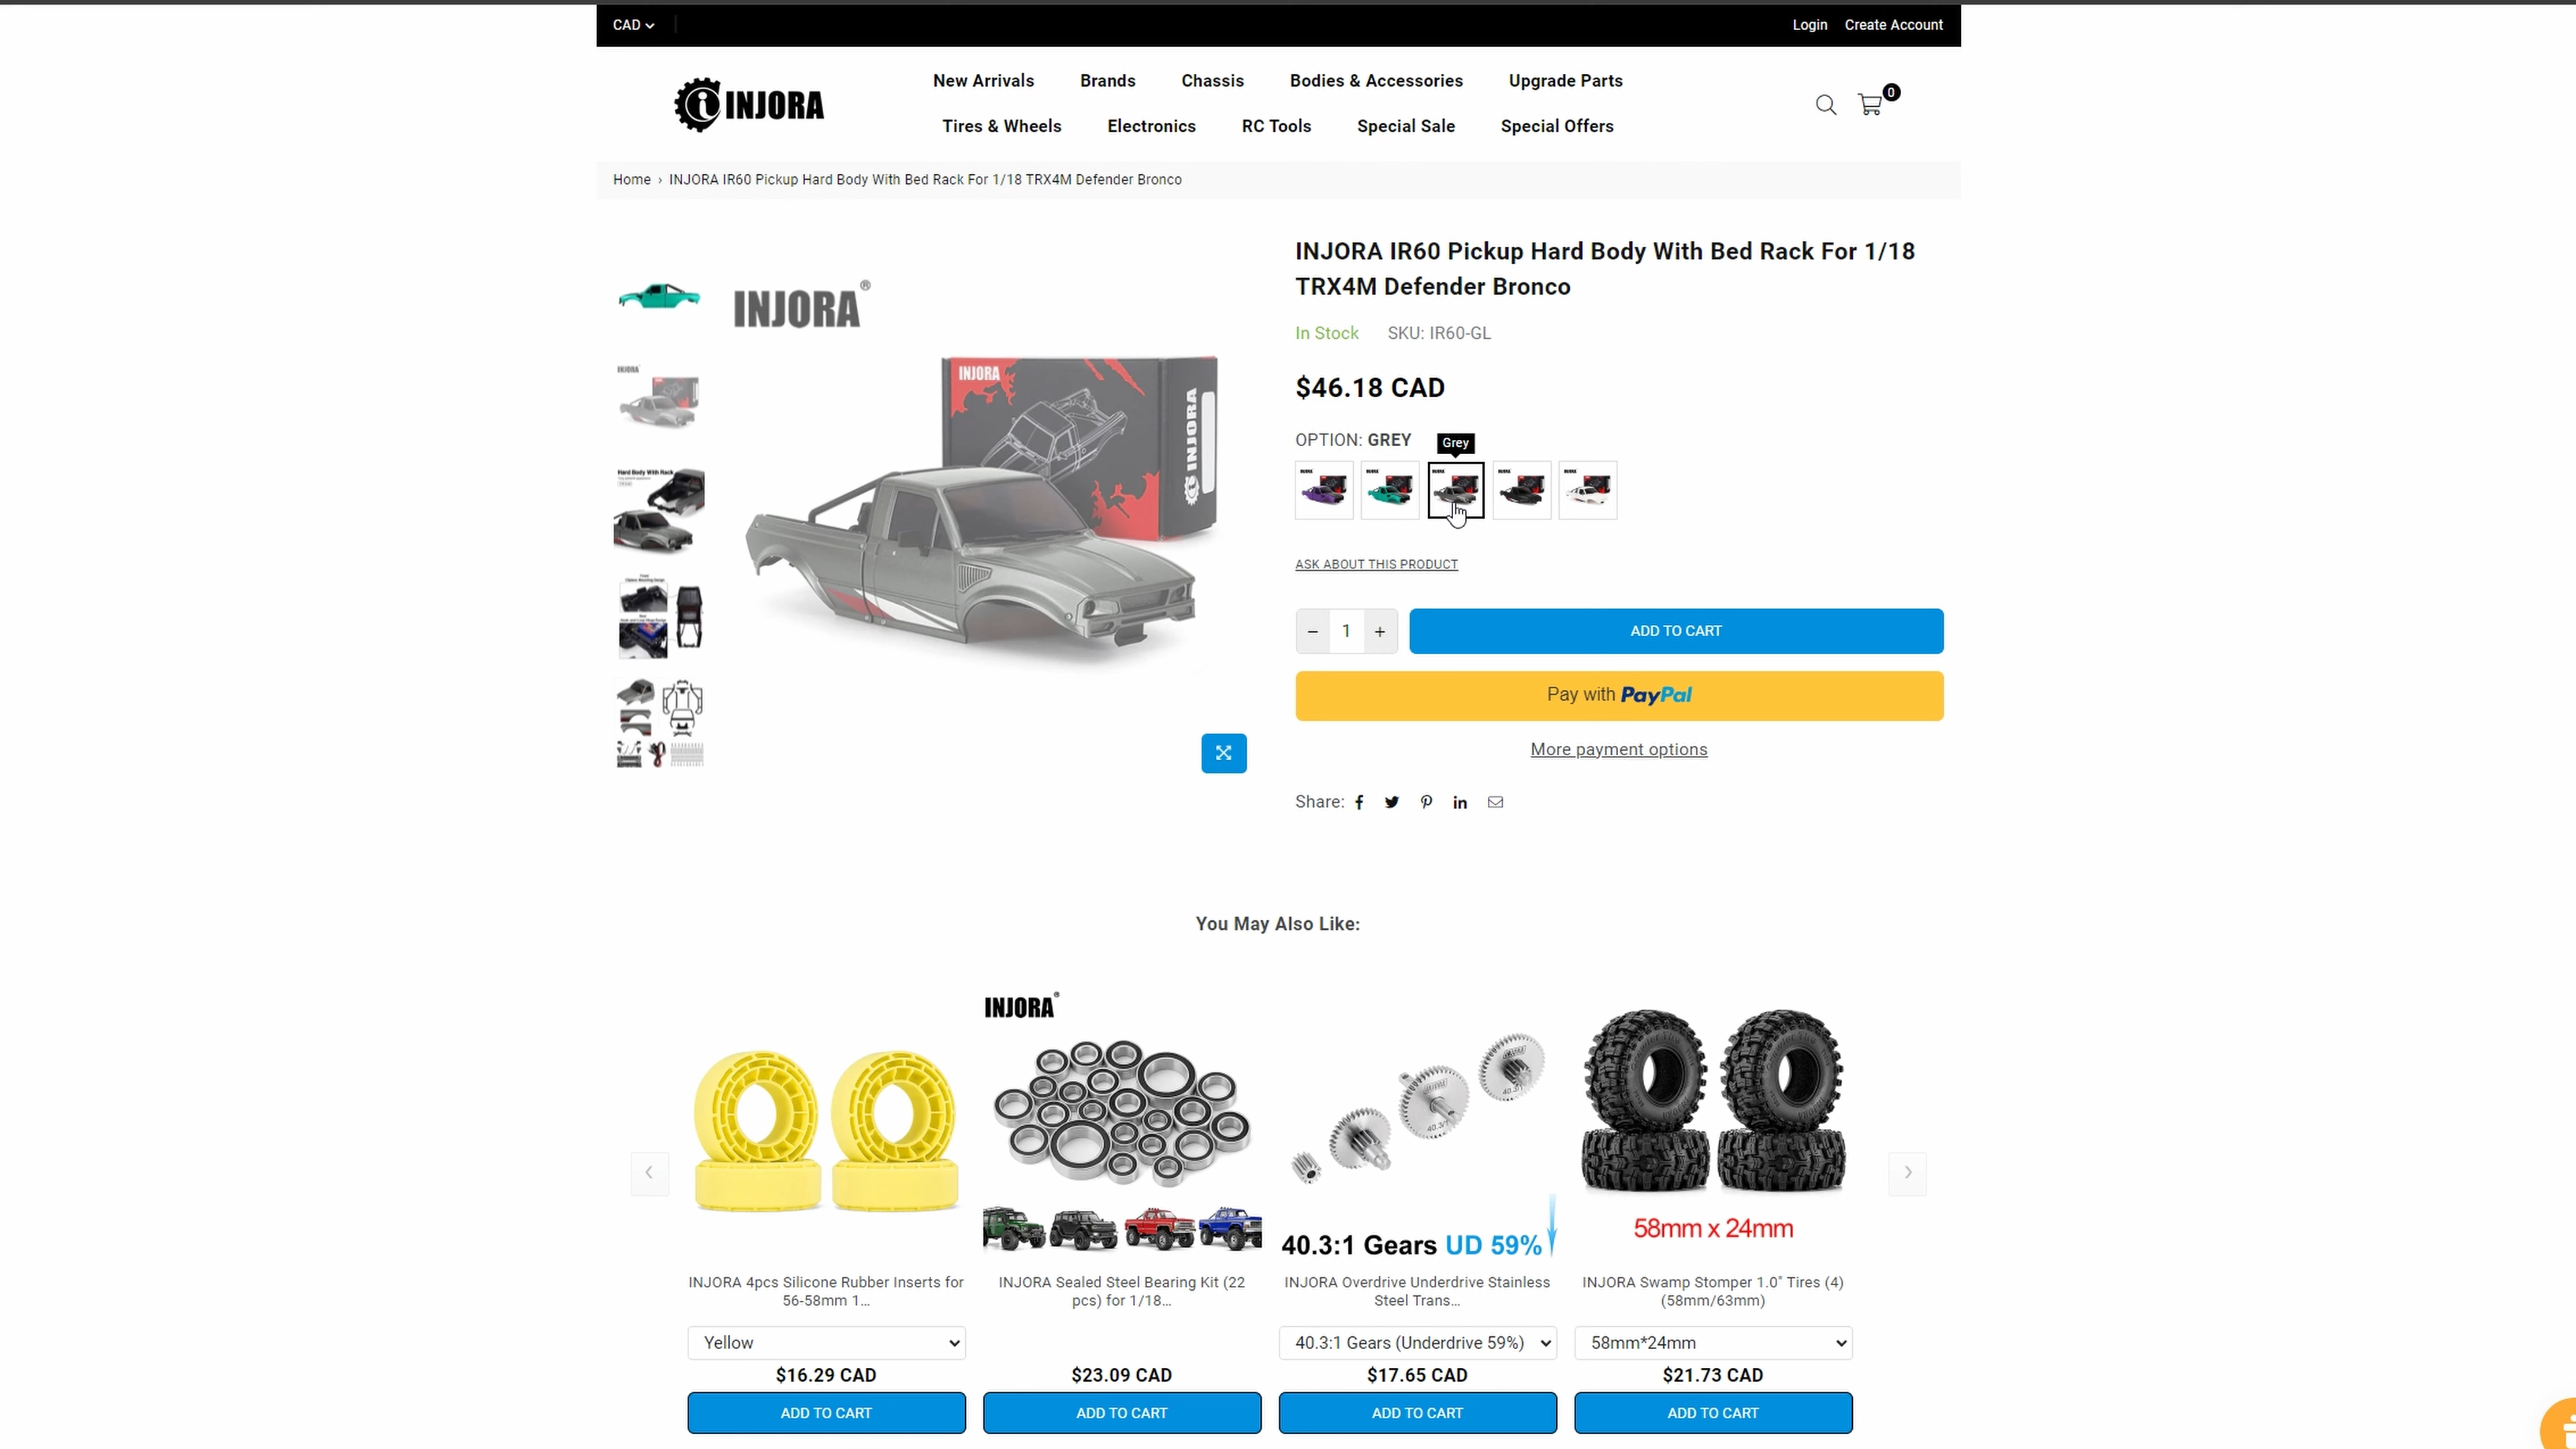 CAD
Login Create Account
INJORA
New Arrivals Brands Chassis Bodies & Accessories Upgrade Parts
0
Tires & Wheels Electronics RC Tools Special Sale Special Offers
Home › INJORA IR60 Pickup Hard Body With Bed Rack For 1/18 TRX4M Defender Bronco
INJORA IR60 Pickup Hard Body With Bed Rack For 1/18
TRX4M Defender Bronco
In Stock SKU: IR60-GL
$46.18 CAD
OPTION: GREY
Grey
INJORA®
INJORA
INJORA
INJORA
Hard Body With Rack
ASK ABOUT THIS PRODUCT
− 1 + ADD TO CART
Pay with PayPal
More payment options
Share:
You May Also Like:
INJORA®
40.3:1
40.3:1 Gears UD 59%
58mm x 24mm
INJORA 4pcs Silicone Rubber Inserts for
56-58mm 1...
INJORA Sealed Steel Bearing Kit (22
pcs) for 1/18...
INJORA Overdrive Underdrive Stainless
Steel Trans...
INJORA Swamp Stomper 1.0" Tires (4)
(58mm/63mm)
Yellow
40.3:1 Gears (Underdrive 59%)
58mm*24mm
$16.29 CAD
$23.09 CAD
$17.65 CAD
$21.73 CAD
ADD TO CART
ADD TO CART
ADD TO CART
ADD TO CART